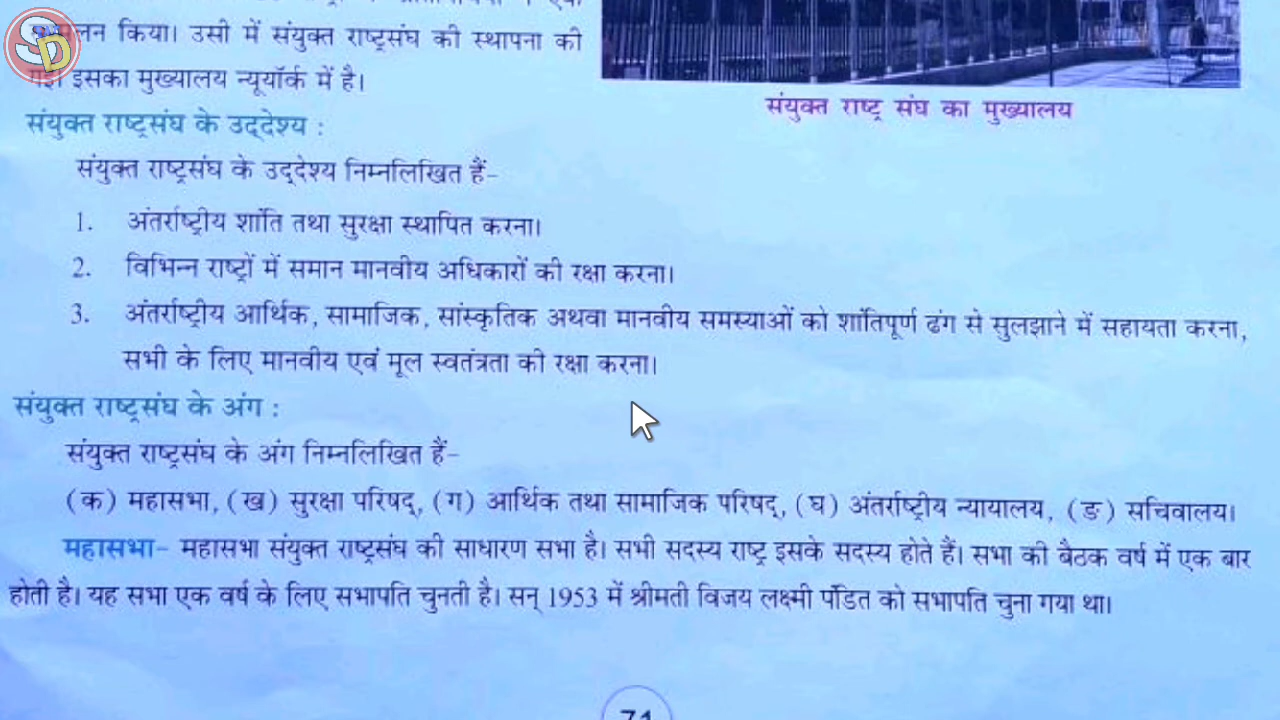 SD
किया। उसी में संयुक्त राष्ट्रसंघ की स्थापना की
इसका मुख्यालय न्यूयॉर्क में है।
संयुक्त राष्ट्र संघ का मुख्यालय
संयुक्त राष्ट्रसंघ के उद्देश्य :
संयुक्त राष्ट्रसंघ के उद्देश्य निम्नलिखित हैं-
1. अंतर्राष्ट्रीय शांति तथा सुरक्षा स्थापित करना।
2. विभिन्न राष्ट्रों में समान मानवीय अधिकारों की रक्षा करना।
3. अंतर्राष्ट्रीय आर्थिक, सामाजिक, सांस्कृतिक अथवा मानवीय समस्याओं को शांतिपूर्ण ढंग से सुलझाने में सहायता करना,
सभी के लिए मानवीय एवं मूल स्वतंत्रता की रक्षा करना।
संयुक्त राष्ट्रसंघ के अंग :
संयुक्त राष्ट्रसंघ के अंग निम्नलिखित हैं-
(क) महासभा, (ख) सुरक्षा परिषद्, (ग) आर्थिक तथा सामाजिक परिषद्, (घ) अंतर्राष्ट्रीय न्यायालय, (ङ) सचिवालय।
महासभा- महासभा संयुक्त राष्ट्रसंघ की साधारण सभा है। सभी सदस्य राष्ट्र इसके सदस्य होते हैं। सभा की बैठक वर्ष में एक बार
होती है। यह सभा एक वर्ष के लिए सभापति चुनती है। सन् 1953 में श्रीमती विजय लक्ष्मी पंडित को सभापति चुना गया था।
71